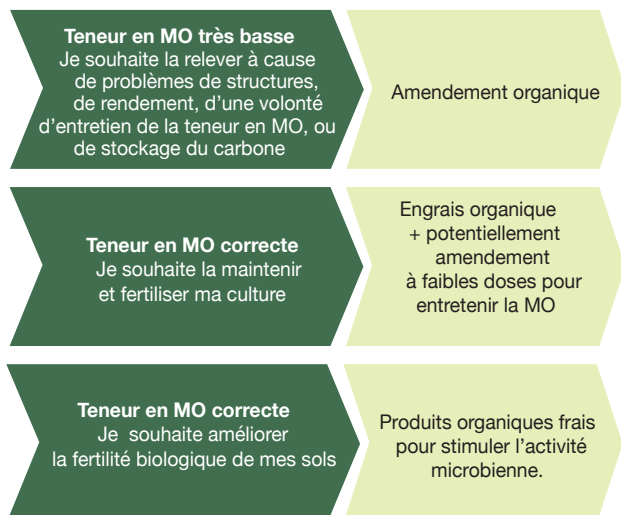 Teneur en MO très basse
Je souhaite la relever à cause
de problèmes de structures,
de rendement, d'une volonté
d'entretien de la teneur en MO, ou
de stockage du carbone
Amendement organique
Teneur en MO correcte
Je souhaite la maintenir
et fertiliser ma culture
Engrais organique
+ potentiellement
amendement
à faibles doses pour
entretenir la MO
Teneur en MO correcte
Je souhaite améliorer
la fertilité biologique de mes sols
Produits organiques frais
pour stimuler l'activité
microbienne.